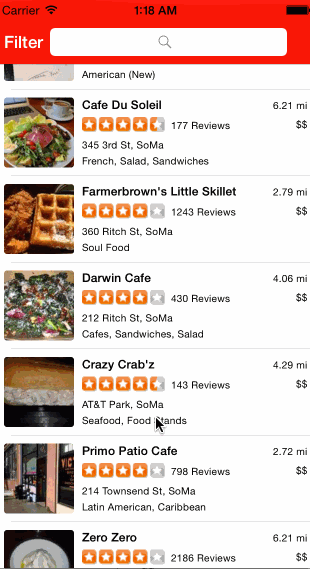 Carrier 1:18 AM
Filter
American (New)
Cafe Du Soleil 6.21 mi
177 Reviews $$
345 3rd St, SoMa
French, Salad, Sandwiches
Farmerbrown's Little Skillet 2.79 mi
1243 Reviews $$
360 Ritch St, SoMa
Soul Food
Darwin Cafe 4.06 mi
430 Reviews $$
212 Ritch St, SoMa
Cafes, Sandwiches, Salad
Crazy Crab'z 4.29 mi
143 Reviews $$
AT&T Park, SoMa
Seafood, Food Stands
Primo Patio Cafe 2.72 mi
798 Reviews $$
214 Townsend St, SoMa
Latin American, Caribbean
Zero Zero 6.21 mi
2186 Reviews $$